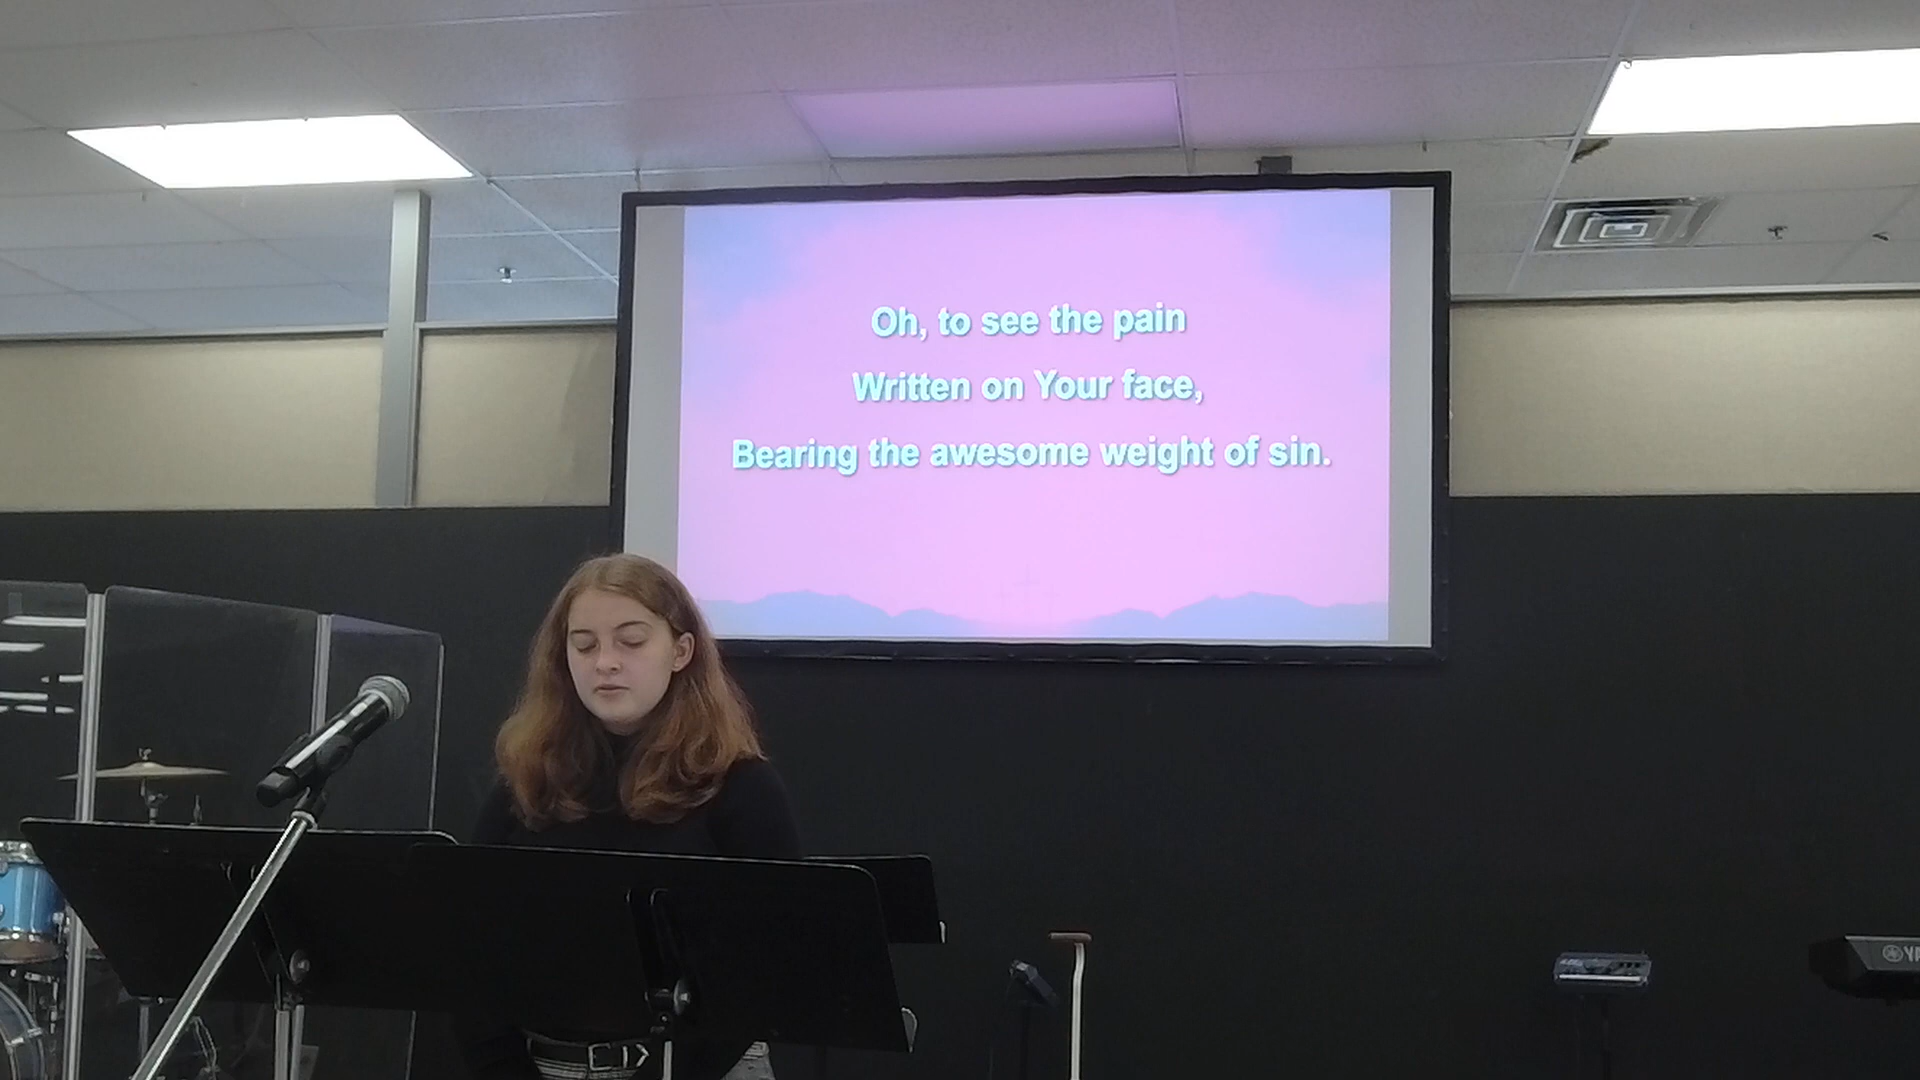 Oh, to see the pain
Written on Your face,
Bearing the awesome weight of sin.